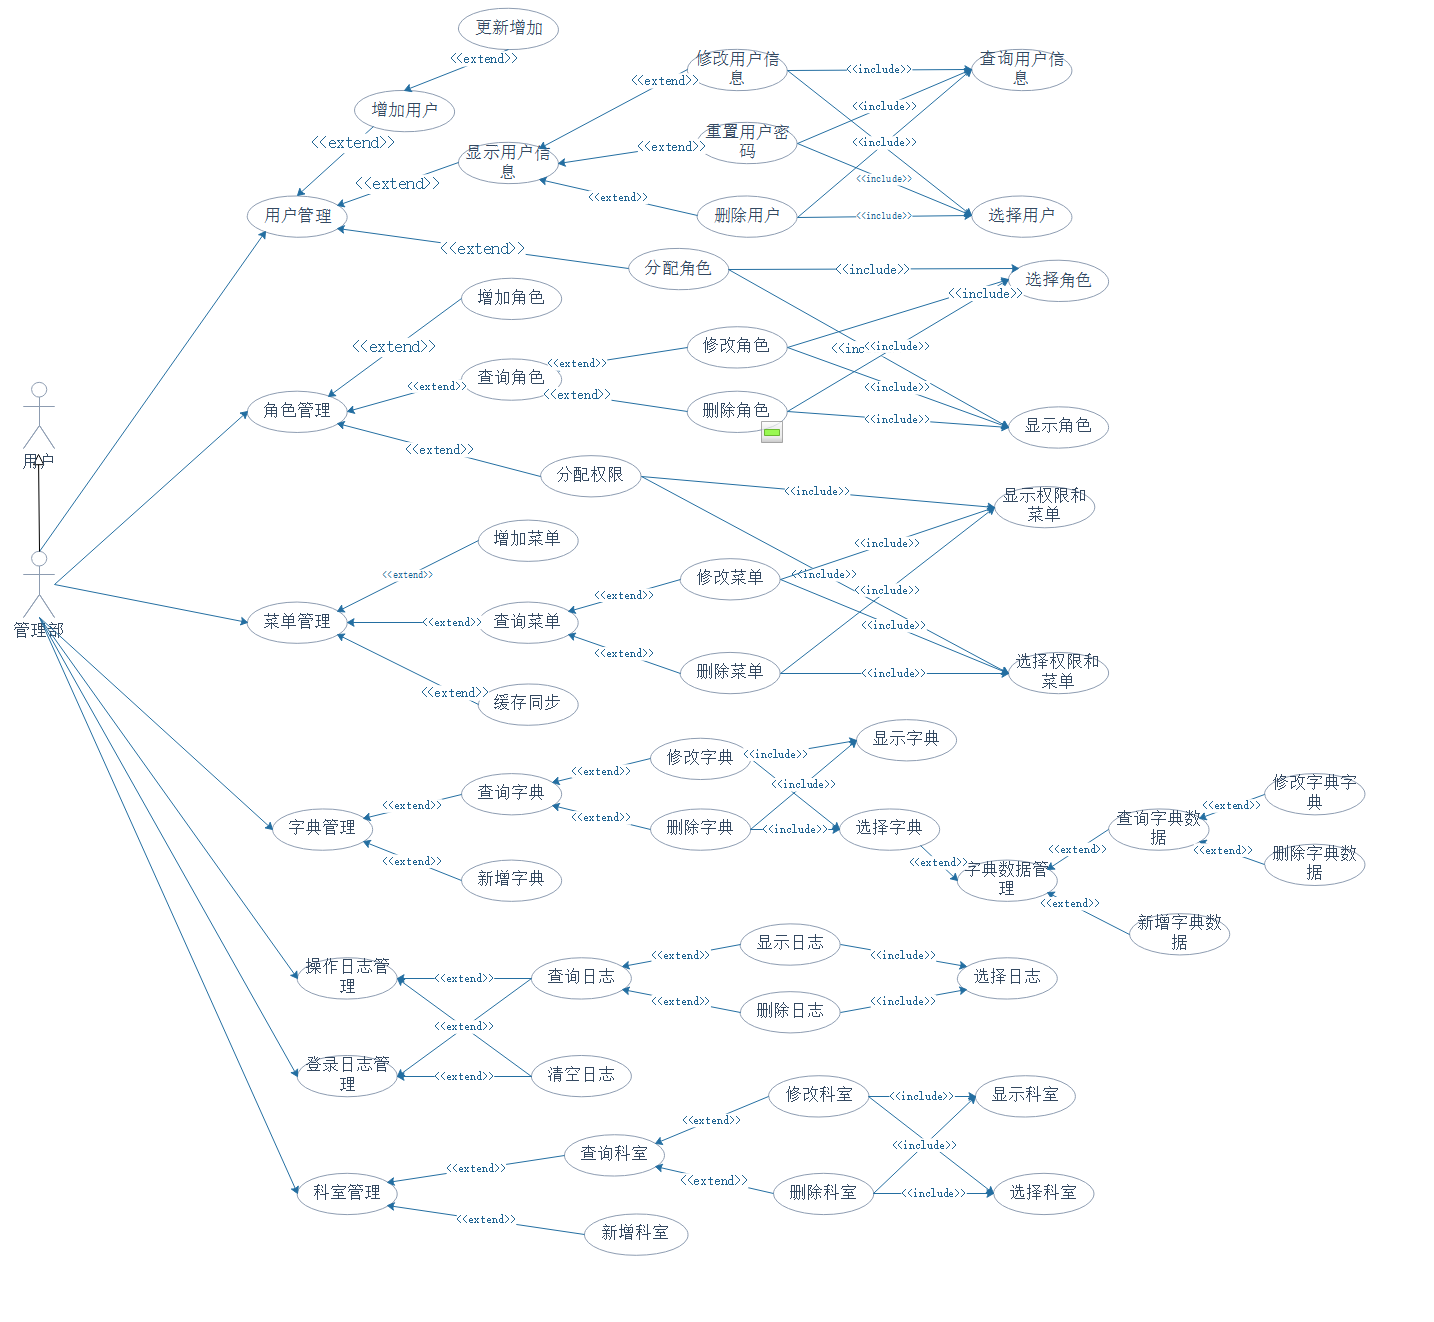 更新增加
<<extend>>
增加用户
<<extend>>
修改用户信
息
<<extend>>
<<include>>
查询用户信
息
<<include>>
重置用户密
码
<<extend>>
<<include>>
显示用户信
息
<<extend>>
<<include>>
<<extend>>
用户管理
删除用户
<<include>>
选择用户
<<extend>>
分配角色
<<include>>
选择角色
<<include>>
增加角色
<<extend>>
修改角色
<<inc
<<include>>
<<extend>>
查询角色
<<extend>>
<<include>>
<<extend>>
角色管理
删除角色
<<include>>
显示角色
<<extend>>
分配权限
<<include>>
显示权限和
菜单
用户
增加菜单
<<include>>
<<extend>>
修改菜单
<<include>>
<<include>>
<<extend>>
菜单管理
<<extend>>
查询菜单
<<include>>
管理部
<<extend>>
删除菜单
<<include>>
选择权限和
菜单
<<extend>>
缓存同步
显示字典
修改字典
<<include>>
<<extend>>
<<include>>
查询字典
<<extend>>
<<extend>>
字典管理
删除字典
<<include>>
选择字典
修改字典字
典
<<extend>>
查询字典数
据
<<extend>>
<<extend>>
删除字典数
据
<<extend>>
<<extend>>
字典数据管
理
新增字典
<<extend>>
新增字典数
据
显示日志
<<extend>>
<<include>>
操作日志管
理
<<extend>>
查询日志
选择日志
<<extend>>
删除日志
<<include>>
<<extend>>
登录日志管
理
<<extend>>
清空日志
修改科室
<<include>>
显示科室
<<extend>>
<<include>>
查询科室
<<extend>>
<<extend>>
科室管理
删除科室
<<include>>
选择科室
<<extend>>
新增科室